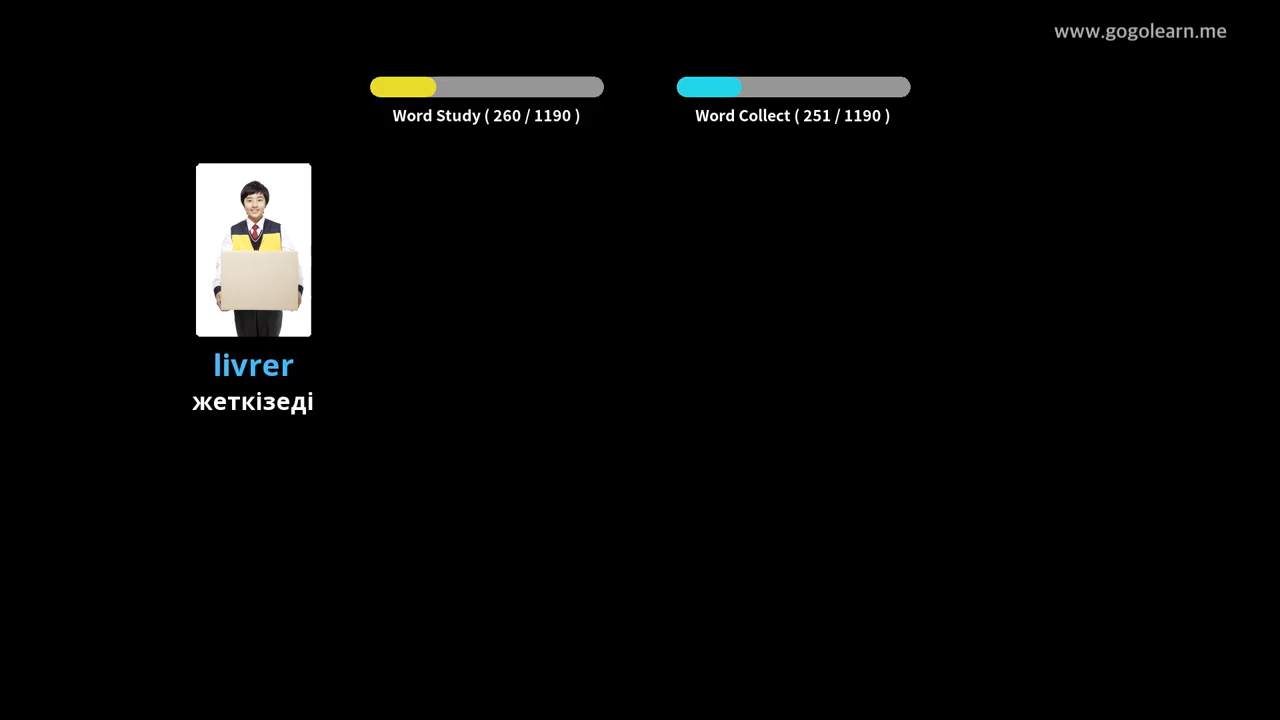 www.gogolearn.me
Word Study ( 260 / 1190 )
Word Collect ( 251 / 1190 )
livrer
жеткізеді